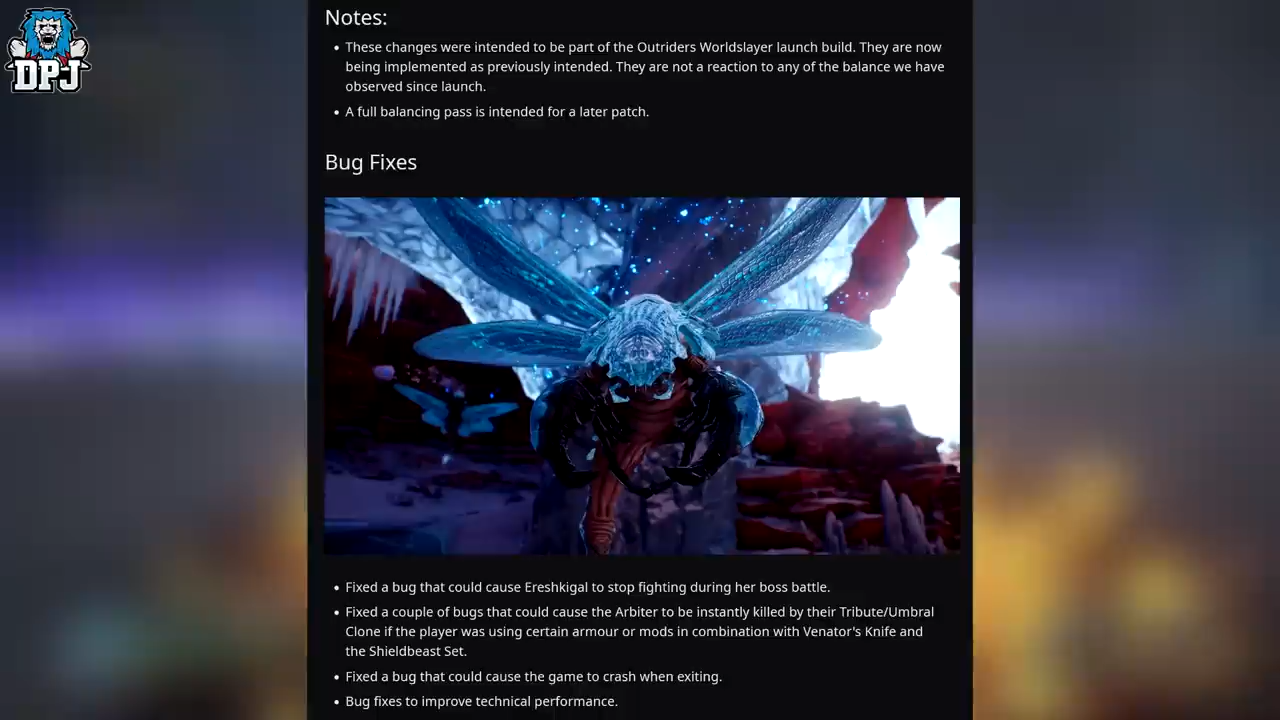 DPJ
Notes:
• These changes were intended to be part of the Outriders Worldslayer launch build. They are now
being implemented as previously intended. They are not a reaction to any of the balance we have
observed since launch.
• A full balancing pass is intended for a later patch.
Bug Fixes
• Fixed a bug that could cause Ereshkigal to stop fighting during her boss battle.
• Fixed a couple of bugs that could cause the Arbiter to be instantly killed by their Tribute/Umbral
Clone if the player was using certain armour or mods in combination with Venator's Knife and
the Shieldbeast Set.
• Fixed a bug that could cause the game to crash when exiting.
• Bug fixes to improve technical performance.